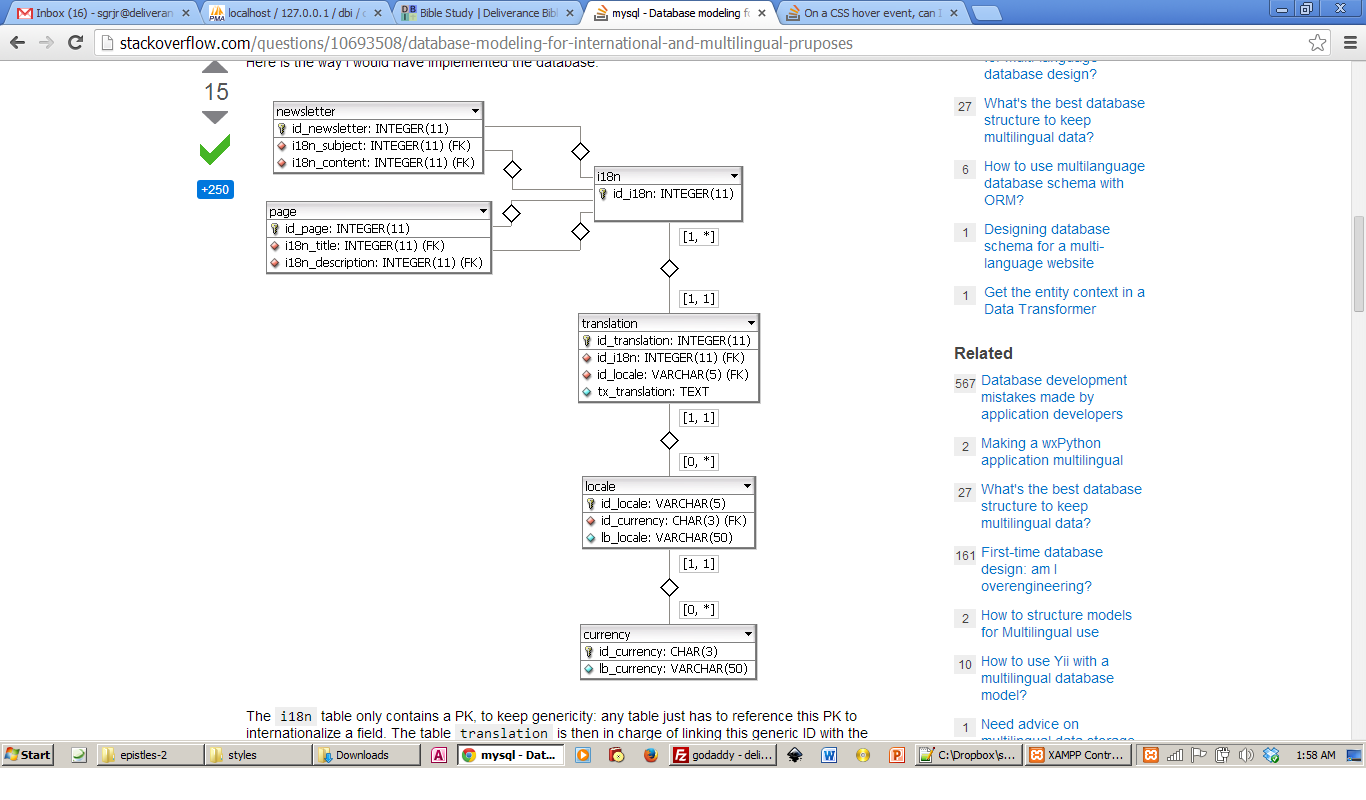 Inbox (16) - sgrjr@deliveran
localhost / 127.0.0.1 / dbi / c
Bible Study | Deliverance Bibl
mysql - Database modeling fo
On a CSS hover event, can I
stackoverflow.com/questions/10693508/database-modeling-for-international-and-multilingual-pruposes
Here is the way I would have implemented the database:
15
+250
newsletter
id_newsletter: INTEGER(11)
i18n_subject: INTEGER(11) (FK)
i18n_content: INTEGER(11) (FK)
page
id_page: INTEGER(11)
i18n_title: INTEGER(11) (FK)
i18n_description: INTEGER(11) (FK)
i18n
id_i18n: INTEGER(11)
[1, *]
[1, 1]
translation
id_translation: INTEGER(11)
id_i18n: INTEGER(11) (FK)
id_locale: VARCHAR(5) (FK)
tx_translation: TEXT
[1, 1]
[0, *]
locale
id_locale: VARCHAR(5)
id_currency: CHAR(3) (FK)
lb_locale: VARCHAR(50)
[1, 1]
[0, *]
currency
id_currency: CHAR(3)
lb_currency: VARCHAR(50)
The i18n table only contains a PK, to keep genericity: any table just has to reference this PK to
internationalize a field. The table translation is then in charge of linking this generic ID with the
for multi-language
database design?
27 What's the best database
structure to keep
multilingual data?
6 How to use multilanguage
database schema with
ORM?
1 Designing database
schema for a multi-
language website
1 Get the entity context in a
Data Transformer
Related
567 Database development
mistakes made by
application developers
2 Making a wxPython
application multilingual
27 What's the best database
structure to keep
multilingual data?
161 First-time database
design: am I
overengineering?
2 How to structure models
for Multilingual use
10 How to use Yii with a
multilingual database
model?
1 Need advice on
multilingual data storage
Start
epistles-2
styles
Downloads
mysql - Dat...
godaddy - deli...
C:\Dropbox\s...
XAMPP Contr...
1:58 AM